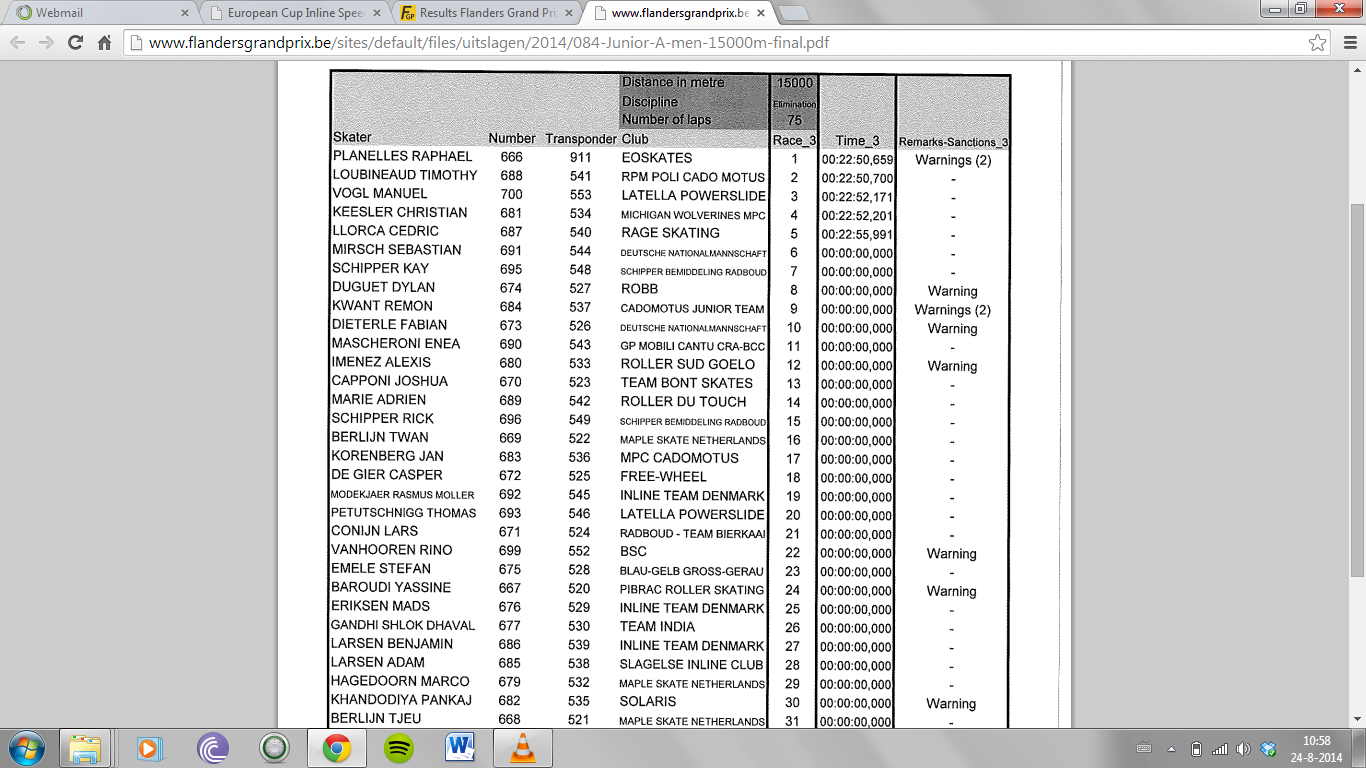 Webmail
European Cup Inline Spee
Results Flanders Grand Pri
www.flandersgrandprix.be
www.flandersgrandprix.be/sites/default/files/uitslagen/2014/084-Junior-A-men-15000m-final.pdf
Distance in metre 15000
Discipline Elimination
Number of laps 75
Skater Number Transponder Club Race_3 Time_3 Remarks-Sanctions_3
PLANELLES RAPHAEL 666 911 EOSKATES 1 00:22:50,659 Warnings (2)
LOUBINEAUD TIMOTHY 688 541 RPM POLI CADO MOTUS 2 00:22:50,700 -
VOGL MANUEL 700 553 LATELLA POWERSLIDE 3 00:22:52,171 -
KEESLER CHRISTIAN 681 534 MICHIGAN WOLVERINES MPC 4 00:22:52,201 -
LLORCA CEDRIC 687 540 RAGE SKATING 5 00:22:55,991 -
MIRSCH SEBASTIAN 691 544 DEUTSCHE NATIONALMANNSCHAFT 6 00:00:00,000 -
SCHIPPER KAY 695 548 SCHIPPER BEMIDDELING RADBOUD 7 00:00:00,000 -
DUGUET DYLAN 674 527 ROBB 8 00:00:00,000 Warning
KWANT REMON 684 537 CADOMOTUS JUNIOR TEAM 9 00:00:00,000 Warnings (2)
DIETERLE FABIAN 673 526 DEUTSCHE NATIONALMANNSCHAFT 10 00:00:00,000 Warning
MASCHERONI ENEA 690 543 GP MOBILI CANTU CRA-BCC 11 00:00:00,000 -
IMENEZ ALEXIS 680 533 ROLLER SUD GOELO 12 00:00:00,000 Warning
CAPPONI JOSHUA 670 523 TEAM BONT SKATES 13 00:00:00,000 -
MARIE ADRIEN 689 542 ROLLER DU TOUCH 14 00:00:00,000 -
SCHIPPER RICK 696 549 SCHIPPER BEMIDDELING RADBOUD 15 00:00:00,000 -
BERLIJN TWAN 669 522 MAPLE SKATE NETHERLANDS 16 00:00:00,000 -
KORENBERG JAN 683 536 MPC CADOMOTUS 17 00:00:00,000 -
DE GIER CASPER 672 525 FREE-WHEEL 18 00:00:00,000 -
MODEKJAER RASMUS MOLLER 692 545 INLINE TEAM DENMARK 19 00:00:00,000 -
PETUTSCHNIGG THOMAS 693 546 LATELLA POWERSLIDE 20 00:00:00,000 -
CONIJN LARS 671 524 RADBOUD - TEAM BIERKAAI 21 00:00:00,000 -
VANHOOREN RINO 699 552 BSC 22 00:00:00,000 Warning
EMELE STEFAN 675 528 BLAU-GELB GROSS-GERAU 23 00:00:00,000 -
BAROUDI YASSINE 667 520 PIBRAC ROLLER SKATING 24 00:00:00,000 Warning
ERIKSEN MADS 676 529 INLINE TEAM DENMARK 25 00:00:00,000 -
GANDHI SHLOK DHAVAL 677 530 TEAM INDIA 26 00:00:00,000 -
LARSEN BENJAMIN 686 539 INLINE TEAM DENMARK 27 00:00:00,000 -
LARSEN ADAM 685 538 SLAGELSE INLINE CLUB 28 00:00:00,000 -
HAGEDOORN MARCO 679 532 MAPLE SKATE NETHERLANDS 29 00:00:00,000 -
KHANDODIYA PANKAJ 682 535 SOLARIS 30 00:00:00,000 Warning
BERLIJN TJEU 668 521 MAPLE SKATE NETHERLANDS 31 00:00:00,000 -
10:58
24-8-2014